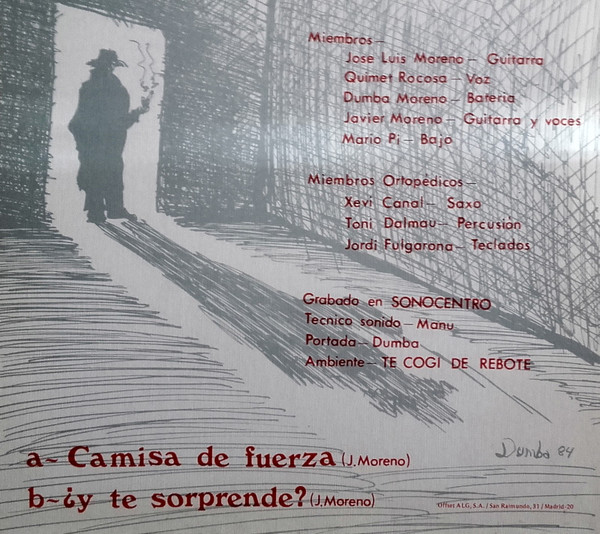 Miembros—
Jose Luis Moreno — Guitarra
Quimet Rocosa — Voz
Dumba Moreno — Bateria
Javier Moreno — Guitarra y voces
Mario Pi — Bajo
Miembros Ortopédicos —
Xevi Canal — Saxo
Toni Dalmau — Percusión
Jordi Fulgarona — Teclados
Grabado en SONOCENTRO
Tecnico sonido — Manu
Portada — Dumba
Ambiente — TE COGI DE REBOTE
a~ Camisa de fuerza (J. Moreno)
b~ ¿y te sorprende? (J. Moreno)
Dumba 84
Offset ALG, S.A. / San Raimundo, 31 / Madrid-20